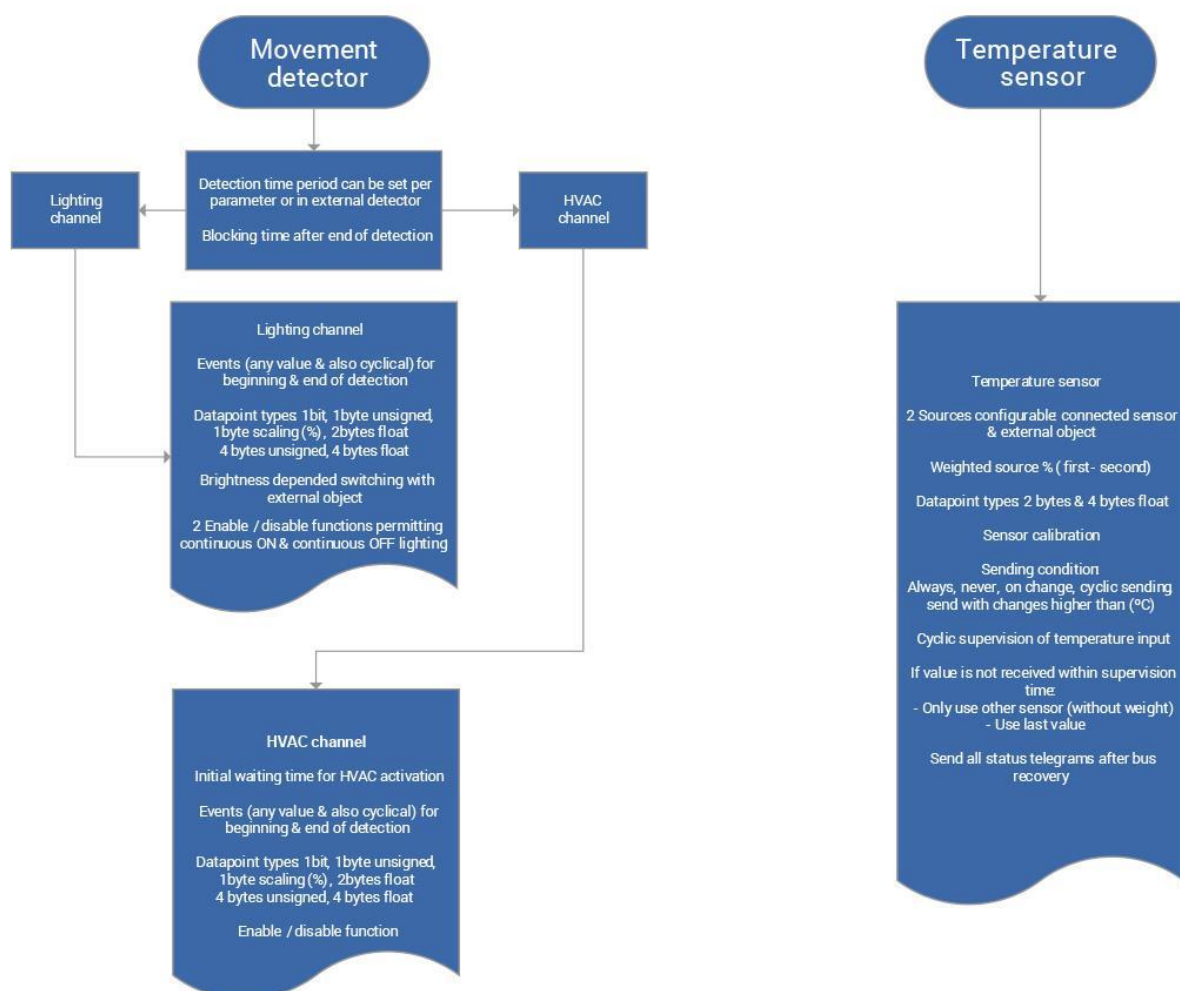 Movement
detector
Detection time period can be set per
parameter or in external detector
Blocking time after end of detection
Lighting
channel
HVAC
channel
Lighting channel
Events (any value & also cyclical) for
beginning & end of detection
Datapoint types: 1bit, 1byte unsigned,
1byte scaling (%), 2bytes float
4 bytes unsigned, 4 bytes float
Brightness depended switching with
external object
2 Enable / disable functions permitting
continuous ON & continuous OFF lighting
HVAC channel
Initial waiting time for HVAC activation
Events (any value & also cyclical) for
beginning & end of detection
Datapoint types: 1bit, 1byte unsigned,
1byte scaling (%), 2bytes float
4 bytes unsigned, 4 bytes float
Enable / disable function
Temperature
sensor
Temperature sensor
2 Sources configurable: connected sensor
& external object
Weighted source % ( first- second)
Datapoint types: 2 bytes & 4 bytes float
Sensor calibration
Sending condition:
Always, never, on change, cyclic sending
send with changes higher than (ºC)
Cyclic supervision of temperature input
If value is not received within supervision
time:
- Only use other sensor (without weight)
- Use last value
Send all status telegrams after bus
recovery